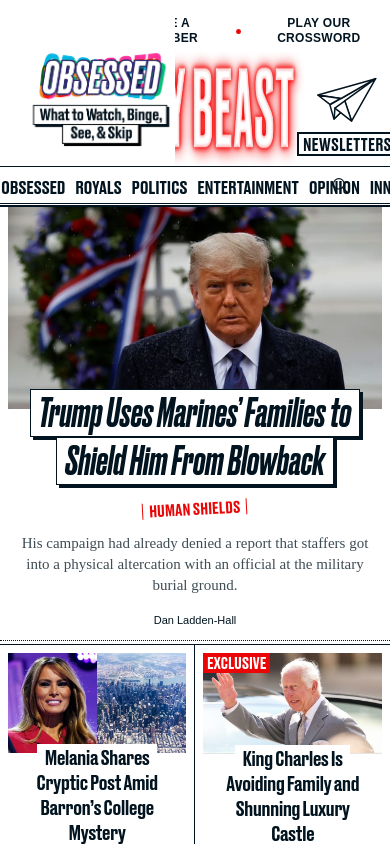 E A
BER
PLAY OUR
CROSSWORD
OBSESSED
What to Watch, Binge,
See, & Skip
Y BEAST
NEWSLETTERS
OBSESSED ROYALS POLITICS ENTERTAINMENT OPINION INN
Trump Uses Marines’ Families to
Shield Him From Blowback
HUMAN SHIELDS
His campaign had already denied a report that staffers got
into a physical altercation with an official at the military
burial ground.
Dan Ladden-Hall
Melania Shares
Cryptic Post Amid
Barron’s College
Mystery
EXCLUSIVE
King Charles Is
Avoiding Family and
Shunning Luxury
Castle